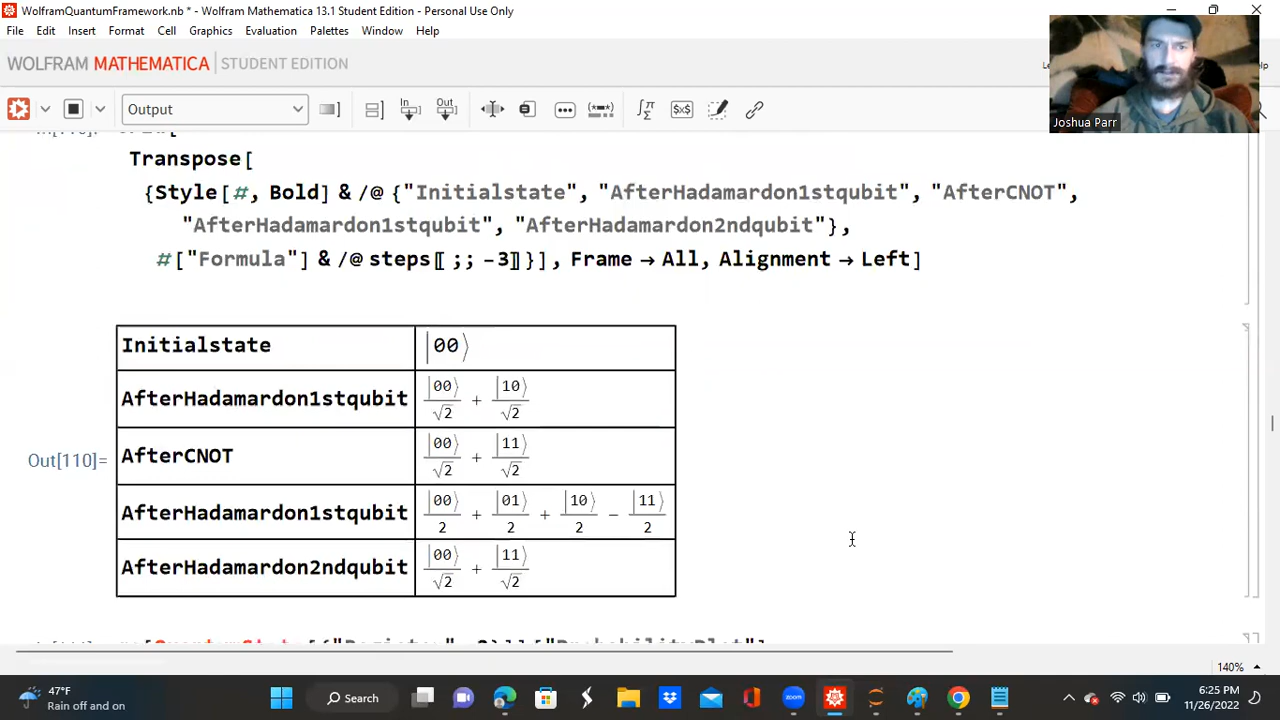 WolframQuantumFramework.nb * - Wolfram Mathematica 13.1 Student Edition - Personal Use Only
File Edit Insert Format Cell Graphics Evaluation Palettes Window Help
WOLFRAM MATHEMATICA STUDENT EDITION
Output
Joshua Parr
Transpose[
{Style[#, Bold] & /@ {"Initialstate", "AfterHadamardon1stqubit", "AfterCNOT",
"AfterHadamardon1stqubit", "AfterHadamardon2ndqubit"},
#["Formula"] & /@ steps〚 ;; -3〛}], Frame → All, Alignment → Left]
Out[110]=
Initialstate |00⟩
AfterHadamardon1stqubit |00⟩/√2 + |10⟩/√2
AfterCNOT |00⟩/√2 + |11⟩/√2
AfterHadamardon1stqubit |00⟩/2 + |01⟩/2 + |10⟩/2 - |11⟩/2
AfterHadamardon2ndqubit |00⟩/√2 + |11⟩/√2
140%
47°F
Rain off and on
Search
zoom
6:25 PM
11/26/2022